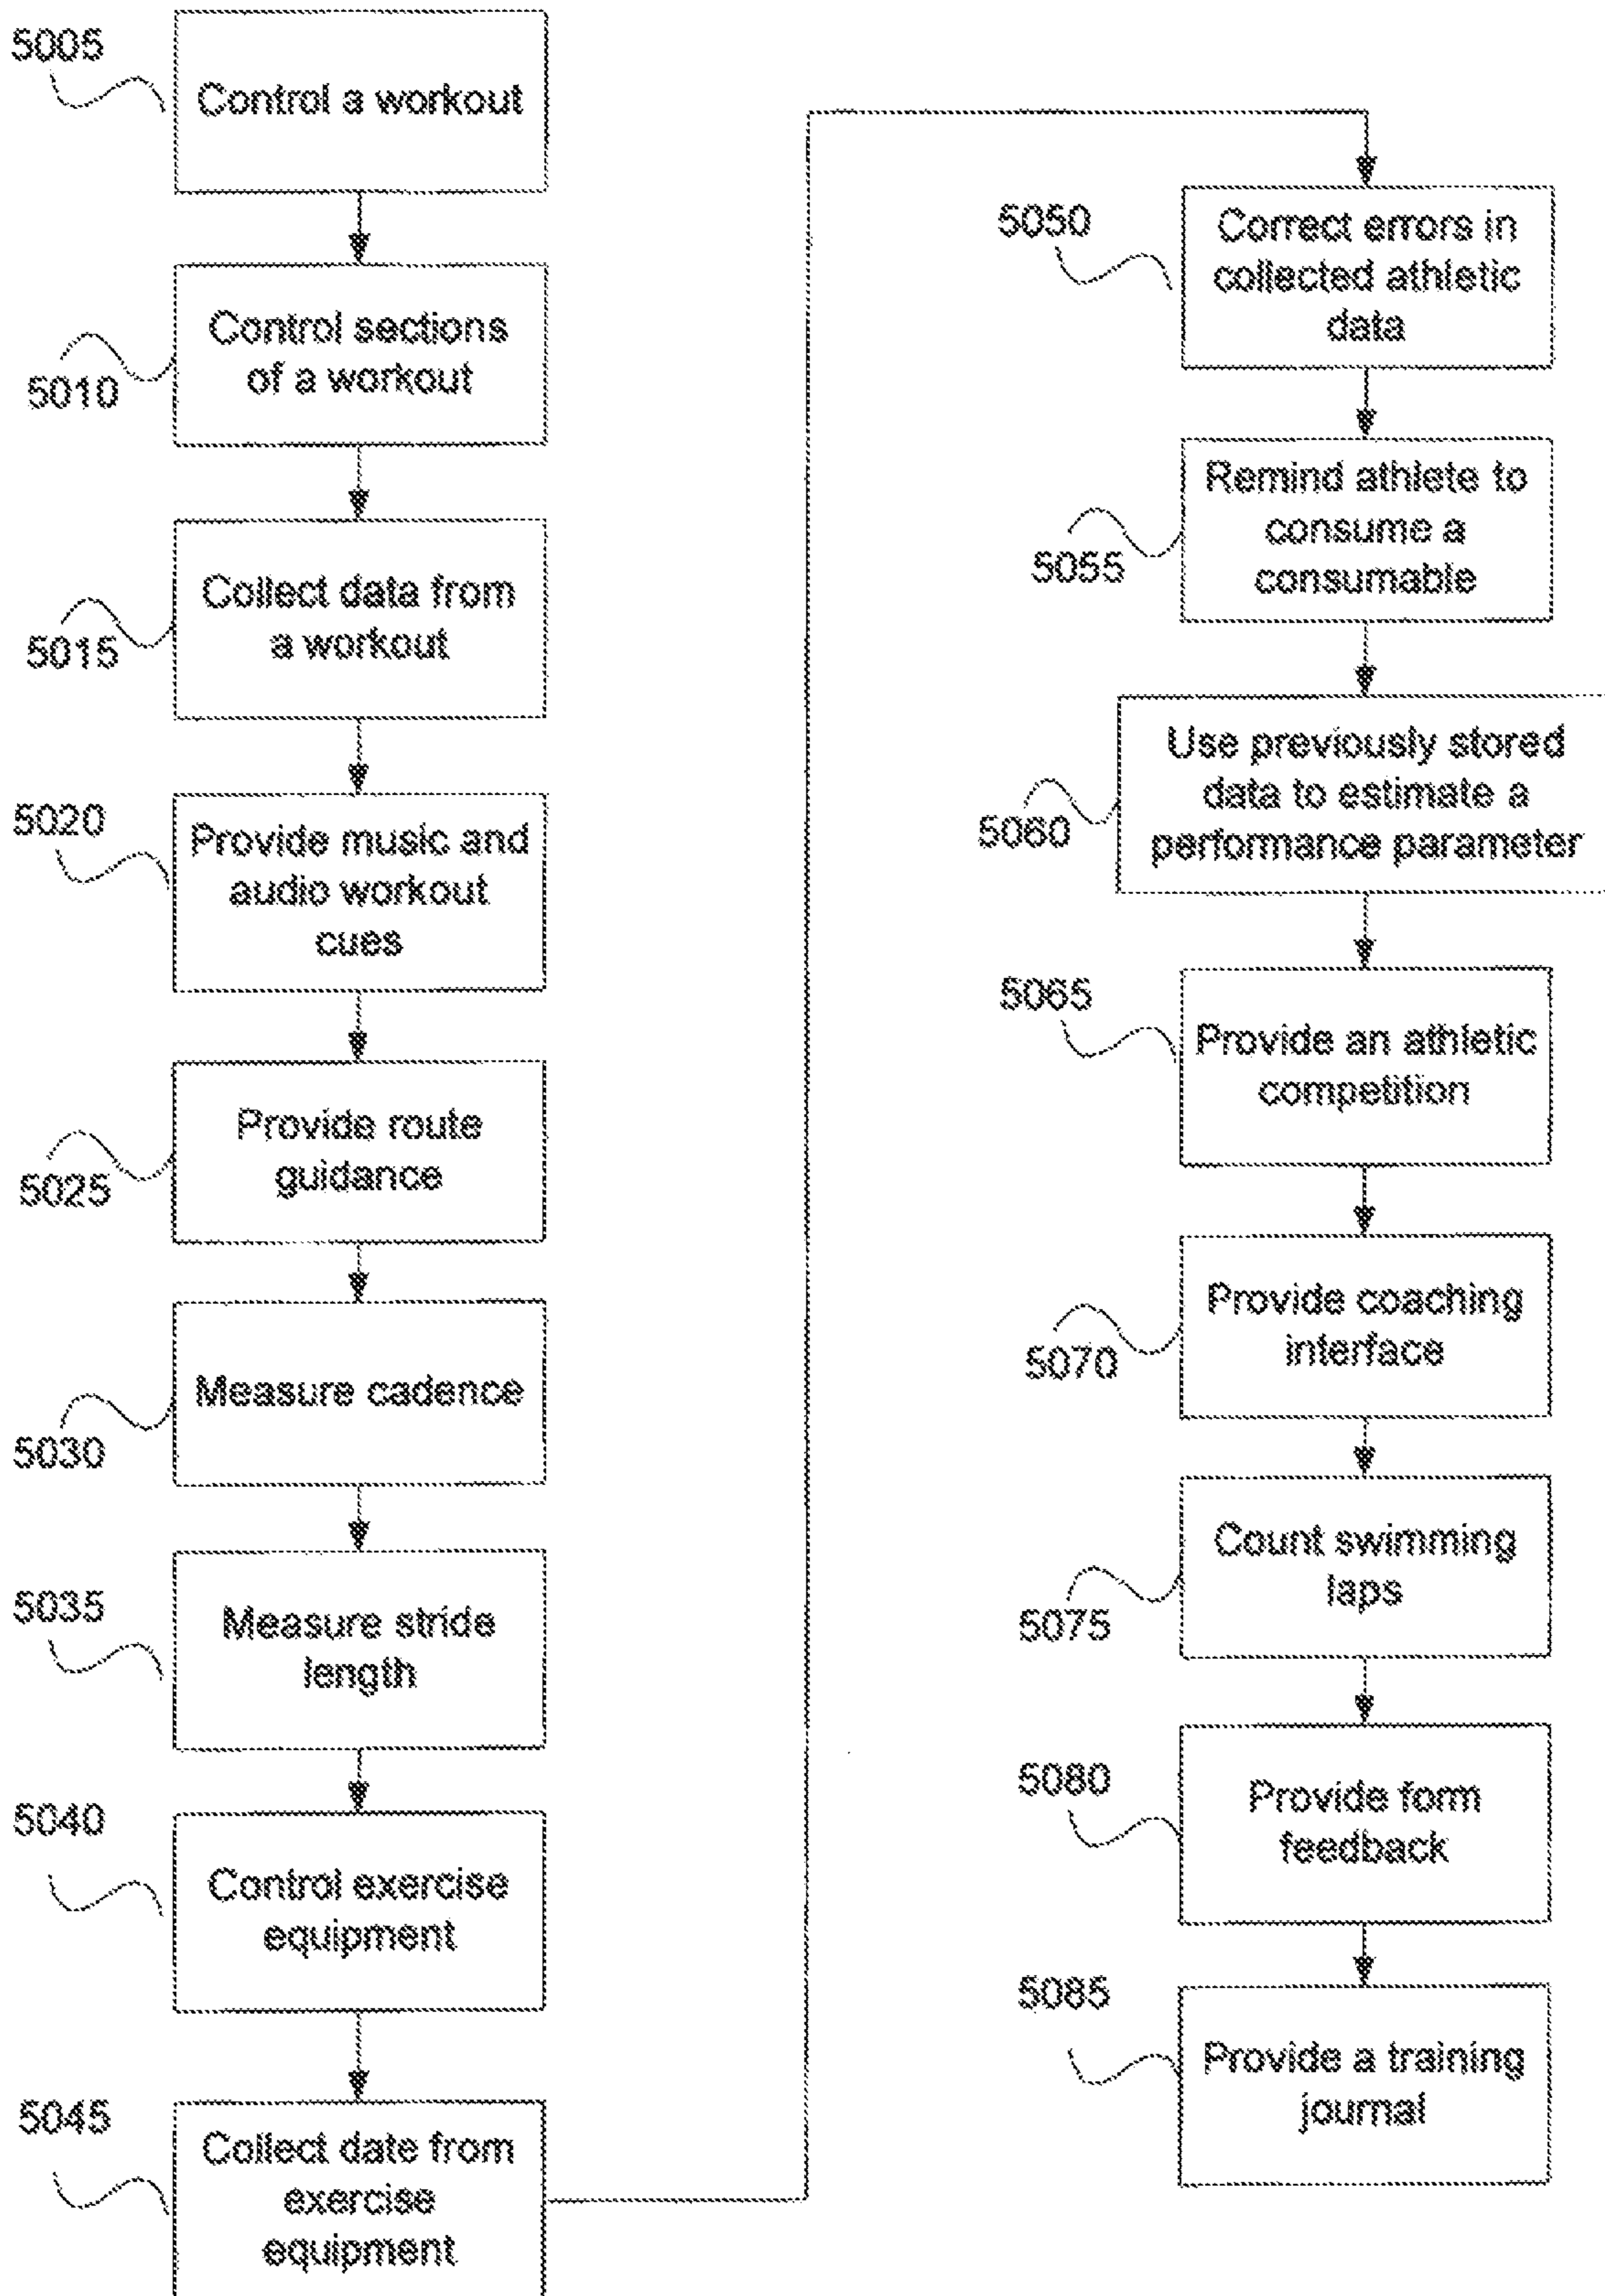 5005
Control a workout
Control sections
of a workout
5010
Collect data from
a workout
5015
5020
Provide music and
audio workout
cues
Provide route
guidance
5025
Measure cadence
5030
5035
Measure stride
length
5040
Control exercise
equipment
5045
Collect date from
exercise
equipment
5050
Correct errors in
collected athletic
data
Remind athlete to
consume a
consumable
5055
Use previously stored
data to estimate a
performance parameter
5060
5065
Provide an athletic
competition
Provide coaching
interface
5070
Count swimming
laps
5075
5080
Provide form
feedback
5085
Provide a training
journal